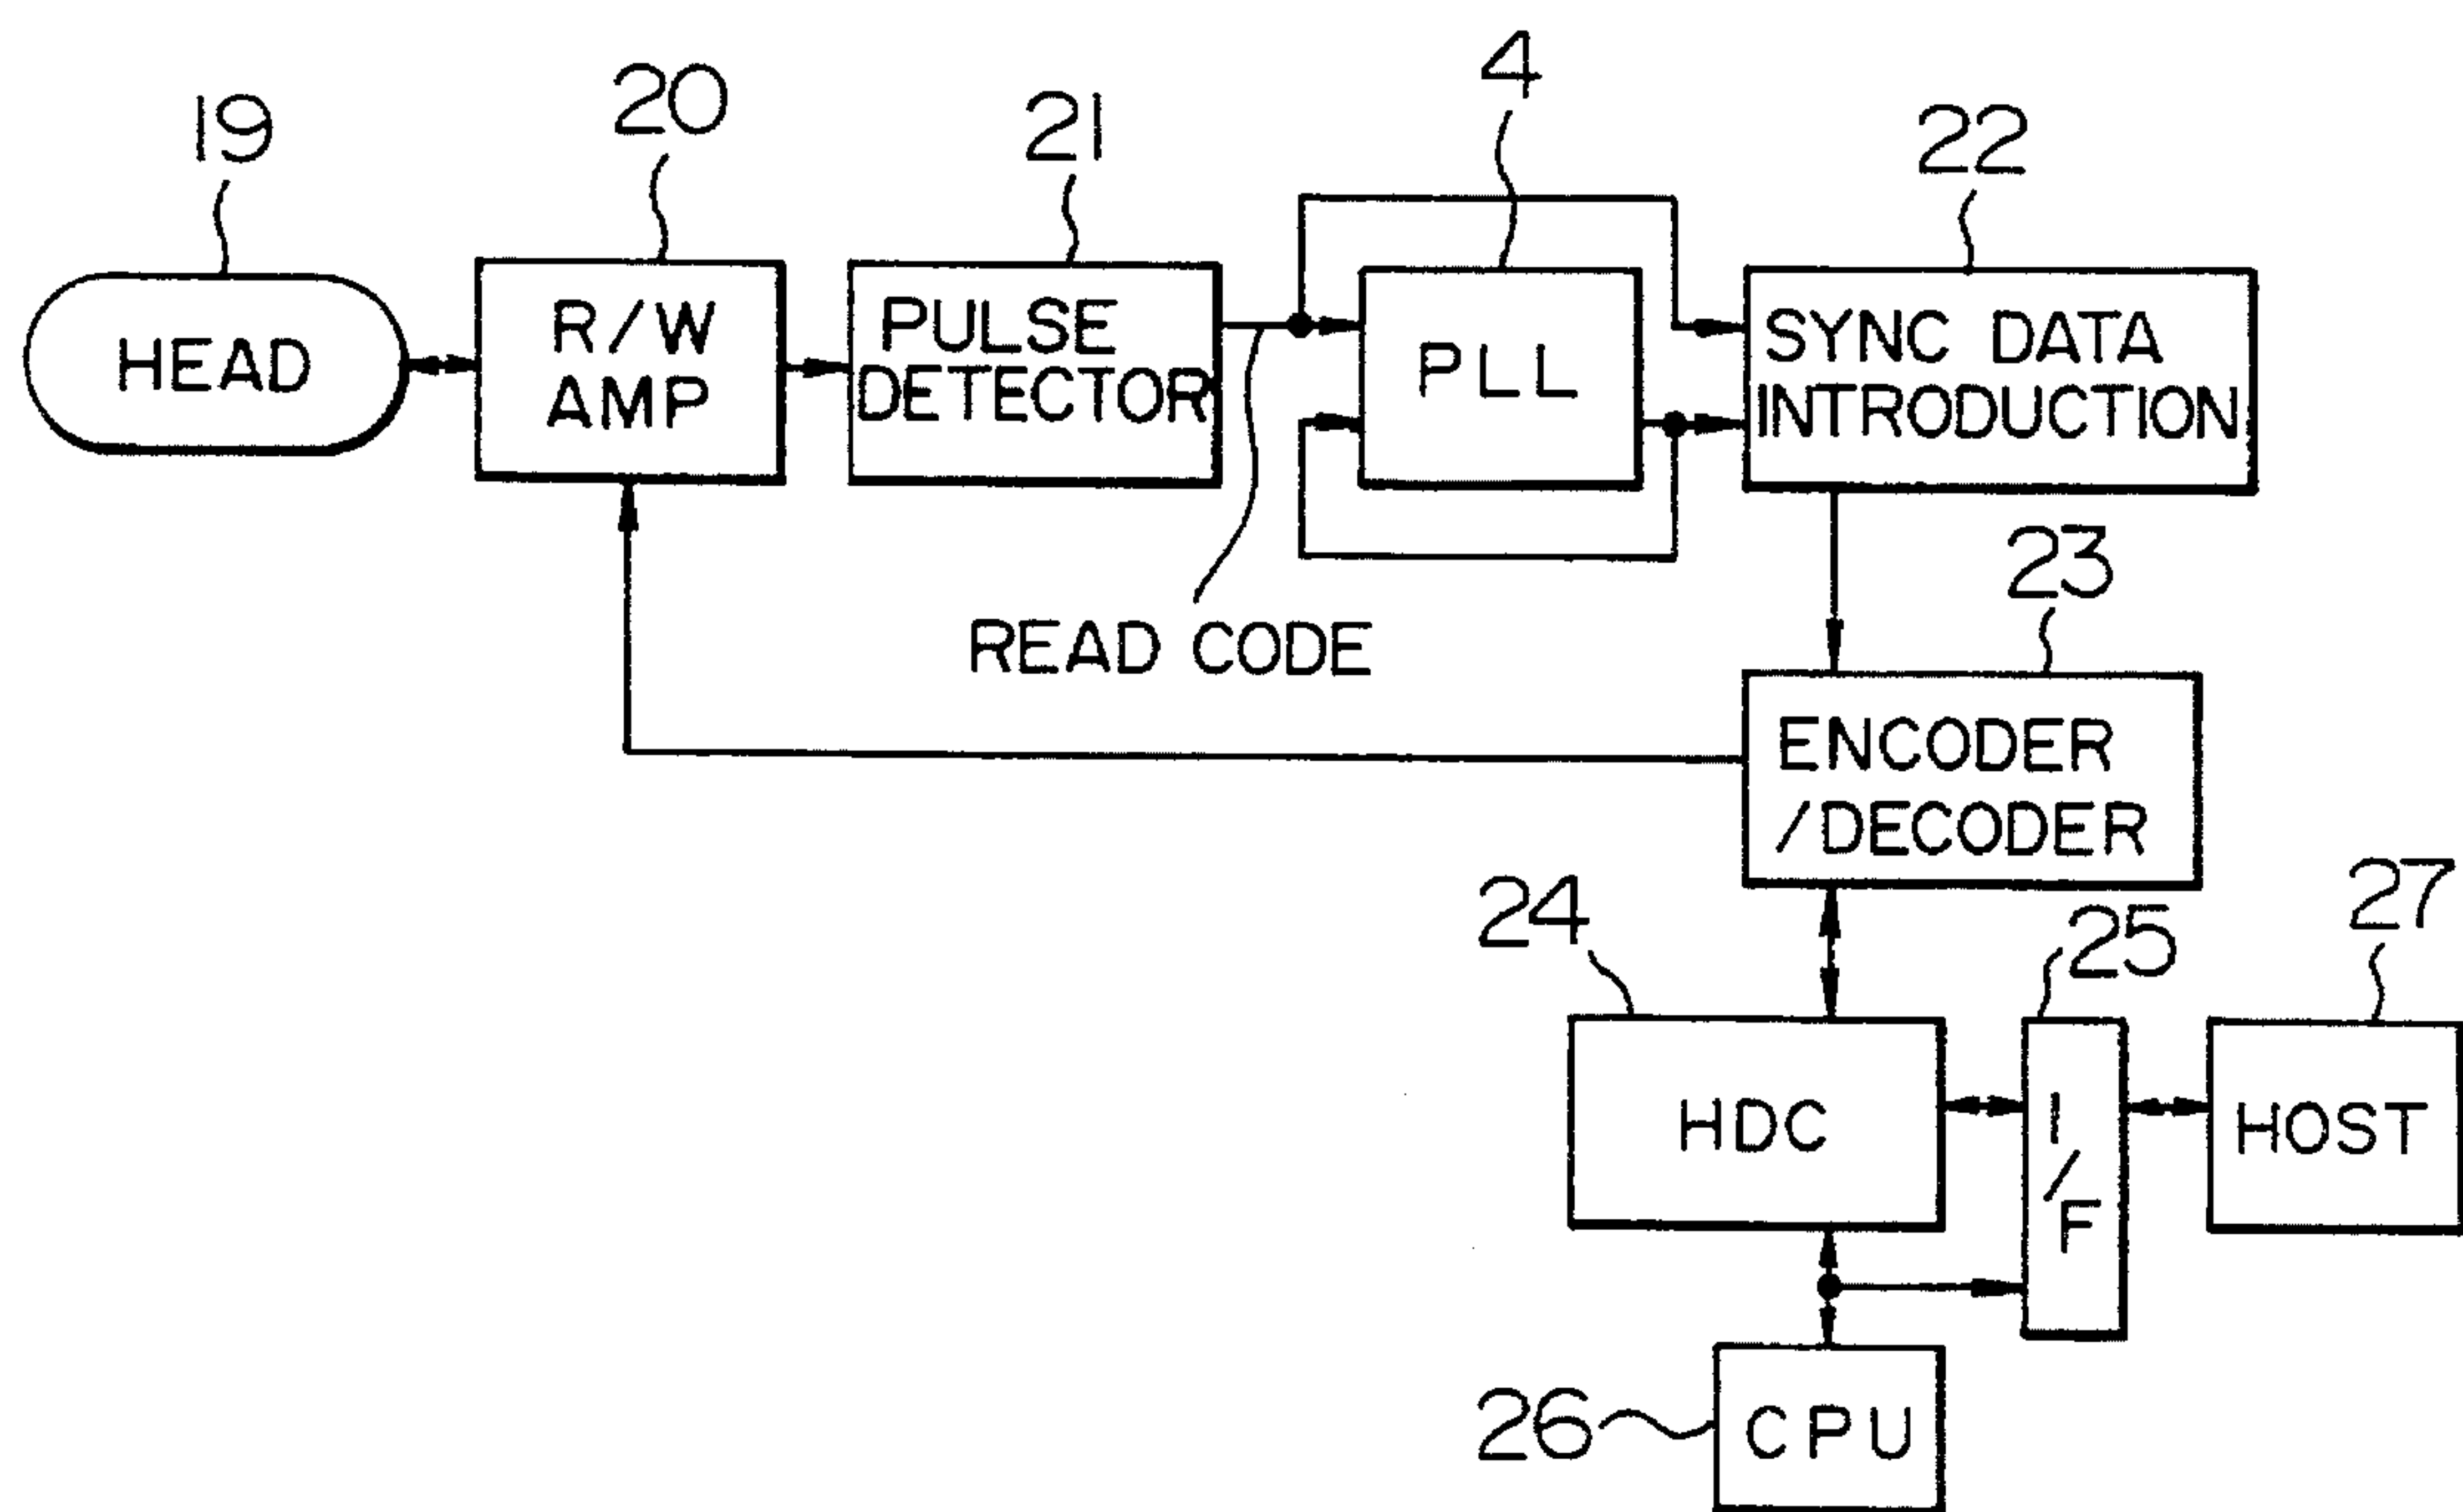 19
20
21
4
22
HEAD
R/W
AMP
PULSE
DETECTOR
PLL
SYNC DATA
INTRODUCTION
READ CODE
23
ENCODER
/DECODER
24
25
27
HDC
I
/
F
HOST
26
CPU